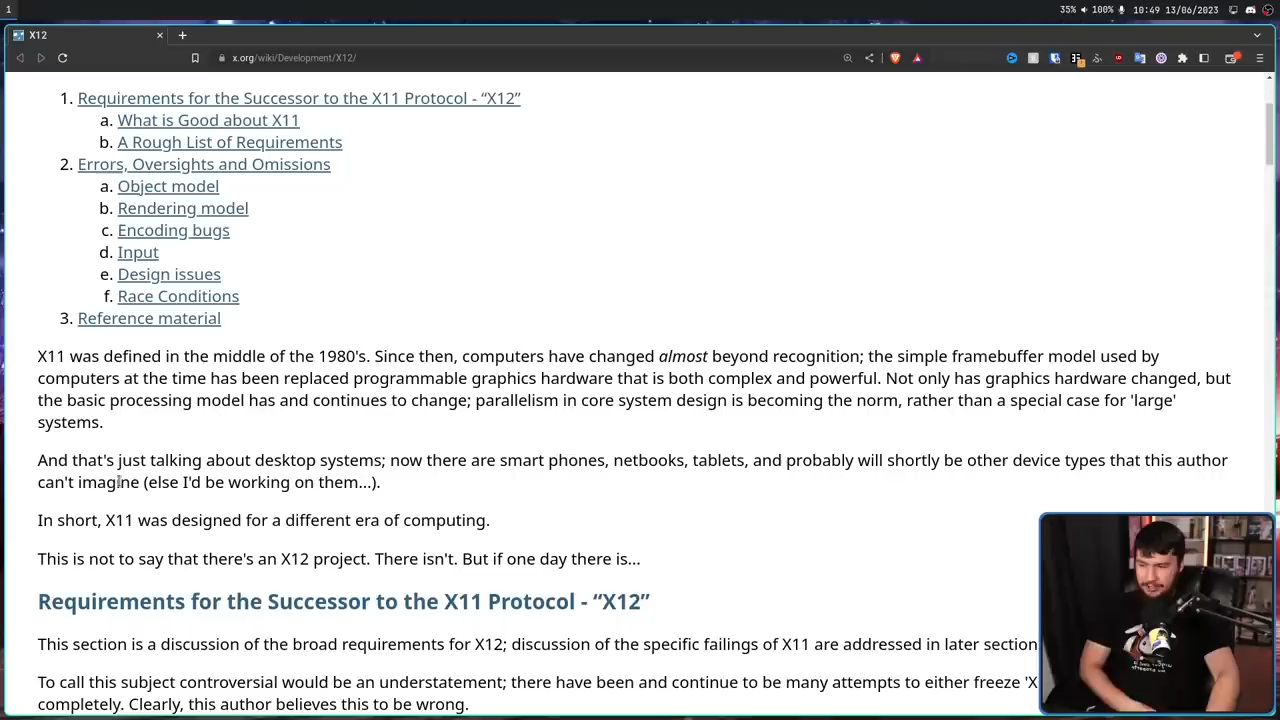 1
35%
100%
10:49 13/06/2023
X12
x.org/wiki/Development/X12/
1. Requirements for the Successor to the X11 Protocol - “X12”
a. What is Good about X11
b. A Rough List of Requirements
2. Errors, Oversights and Omissions
a. Object model
b. Rendering model
c. Encoding bugs
d. Input
e. Design issues
f. Race Conditions
3. Reference material
X11 was defined in the middle of the 1980's. Since then, computers have changed almost beyond recognition; the simple framebuffer model used by
computers at the time has been replaced programmable graphics hardware that is both complex and powerful. Not only has graphics hardware changed, but
the basic processing model has and continues to change; parallelism in core system design is becoming the norm, rather than a special case for 'large'
systems.
And that's just talking about desktop systems; now there are smart phones, netbooks, tablets, and probably will shortly be other device types that this author
can't imagine (else I'd be working on them...).
In short, X11 was designed for a different era of computing.
This is not to say that there's an X12 project. There isn't. But if one day there is...
Requirements for the Successor to the X11 Protocol - “X12”
This section is a discussion of the broad requirements for X12; discussion of the specific failings of X11 are addressed in later section
To call this subject controversial would be an understatement; there have been and continue to be many attempts to either freeze 'X
completely. Clearly, this author believes this to be wrong.